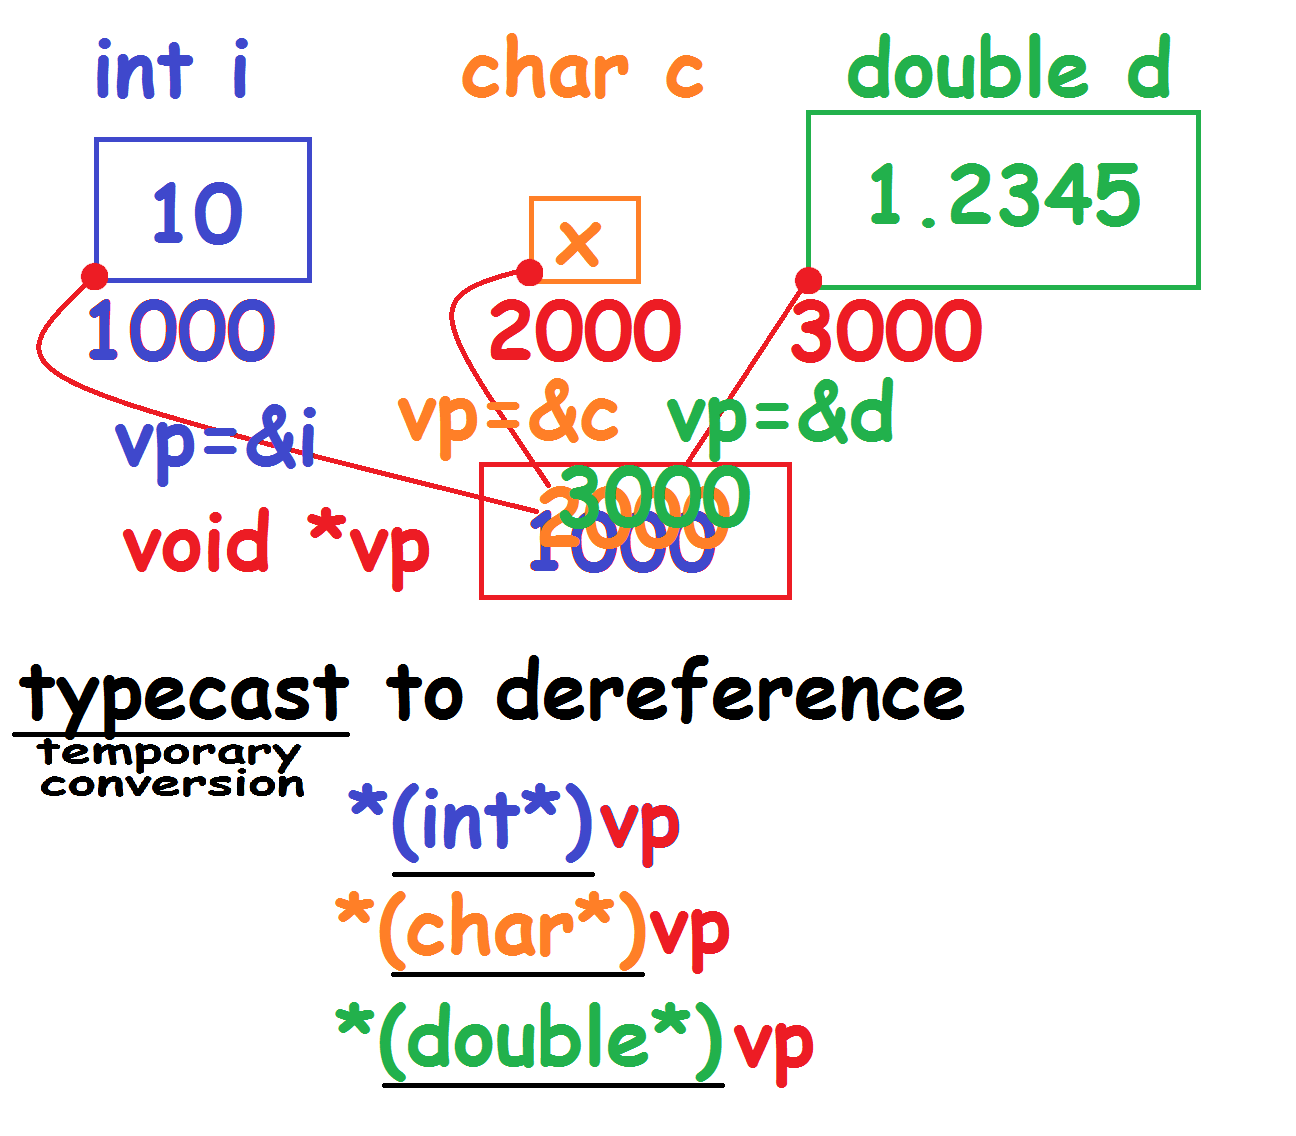 int i
char c
double d
10
x
1.2345
1000
2000
3000
vp=&i
vp=&c
vp=&d
void *vp
3000
2000
1000
typecast to dereference
temporary
conversion
*(int*)vp
*(char*)vp
*(double*)vp